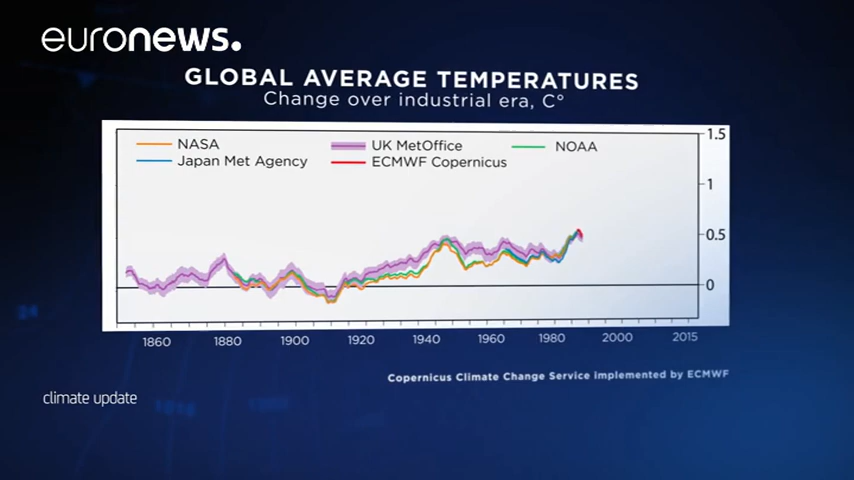 euronews.
GLOBAL AVERAGE TEMPERATURES
Change over industrial era, C°
NASA
UK MetOffice
NOAA
Japan Met Agency
ECMWF Copernicus
1.5
1
0.5
0
1860 1880 1900 1920 1940 1960 1980 2000 2015
Copernicus Climate Change Service implemented by ECMWF
climate update